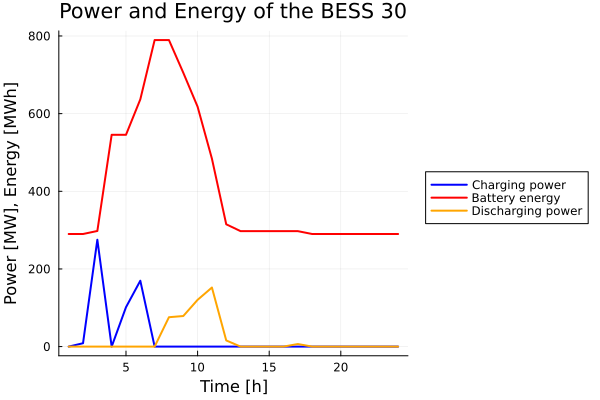 Power and Energy of the BESS 30
Power [MW], Energy [MWh]
800
600
400
200
0
5
10
15
20
Time [h]
Charging power
Battery energy
Discharging power